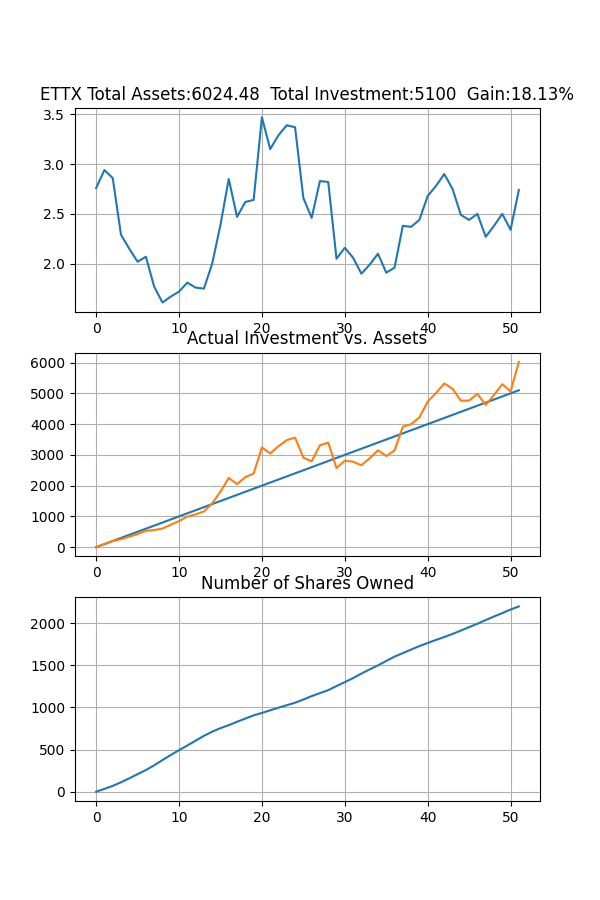 ETTX Total Assets:6024.48  Total Investment:5100  Gain:18.13%
3.5
3.0
2.5
2.0
0 10 20 30 40 50
Actual Investment vs. Assets
6000
5000
4000
3000
2000
1000
0
0 10 20 30 40 50
Number of Shares Owned
2000
1500
1000
500
0
0 10 20 30 40 50